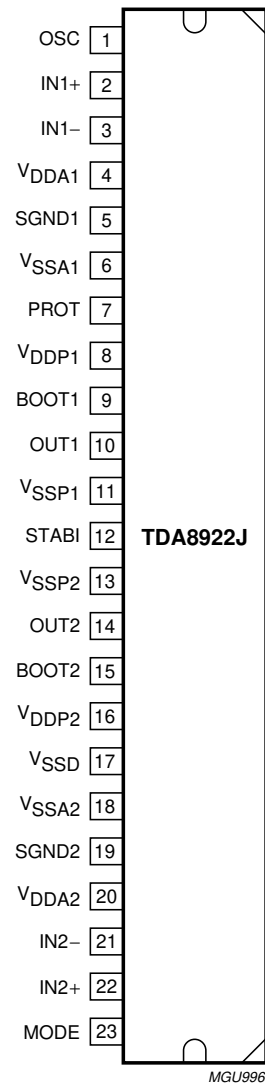 OSC 1
IN1+ 2
IN1− 3
VDDA1 4
SGND1 5
VSSA1 6
PROT 7
VDDP1 8
BOOT1 9
OUT1 10
VSSP1 11
STABI 12 TDA8922J
VSSP2 13
OUT2 14
BOOT2 15
VDDP2 16
VSSD 17
VSSA2 18
SGND2 19
VDDA2 20
IN2− 21
IN2+ 22
MODE 23
MGU996